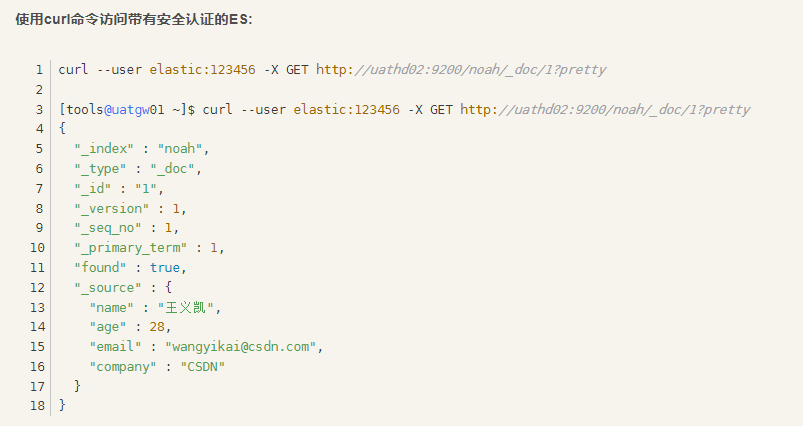 使用curl命令访问带有安全认证的ES:
1 curl --user elastic:123456 -X GET http://uathd02:9200/noah/_doc/1?pretty
2
3 [tools@uatgw01 ~]$ curl --user elastic:123456 -X GET http://uathd02:9200/noah/_doc/1?pretty
4 {
5   "_index" : "noah",
6   "_type" : "_doc",
7   "_id" : "1",
8   "_version" : 1,
9   "_seq_no" : 1,
10   "_primary_term" : 1,
11   "found" : true,
12   "_source" : {
13     "name" : "王义凯",
14     "age" : 28,
15     "email" : "wangyikai@csdn.com",
16     "company" : "CSDN"
17   }
18 }